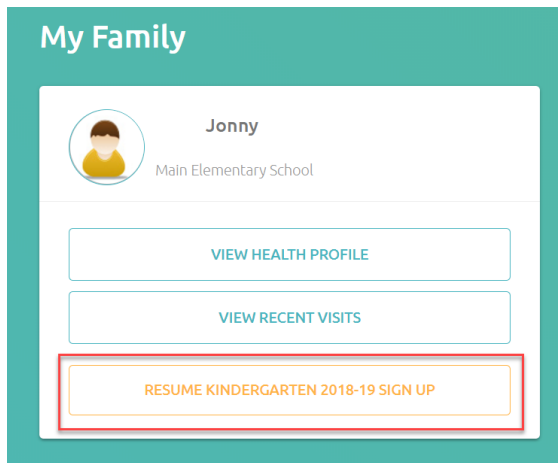 My Family
Jonny
Main Elementary School
VIEW HEALTH PROFILE
VIEW RECENT VISITS
RESUME KINDERGARTEN 2018-19 SIGN UP